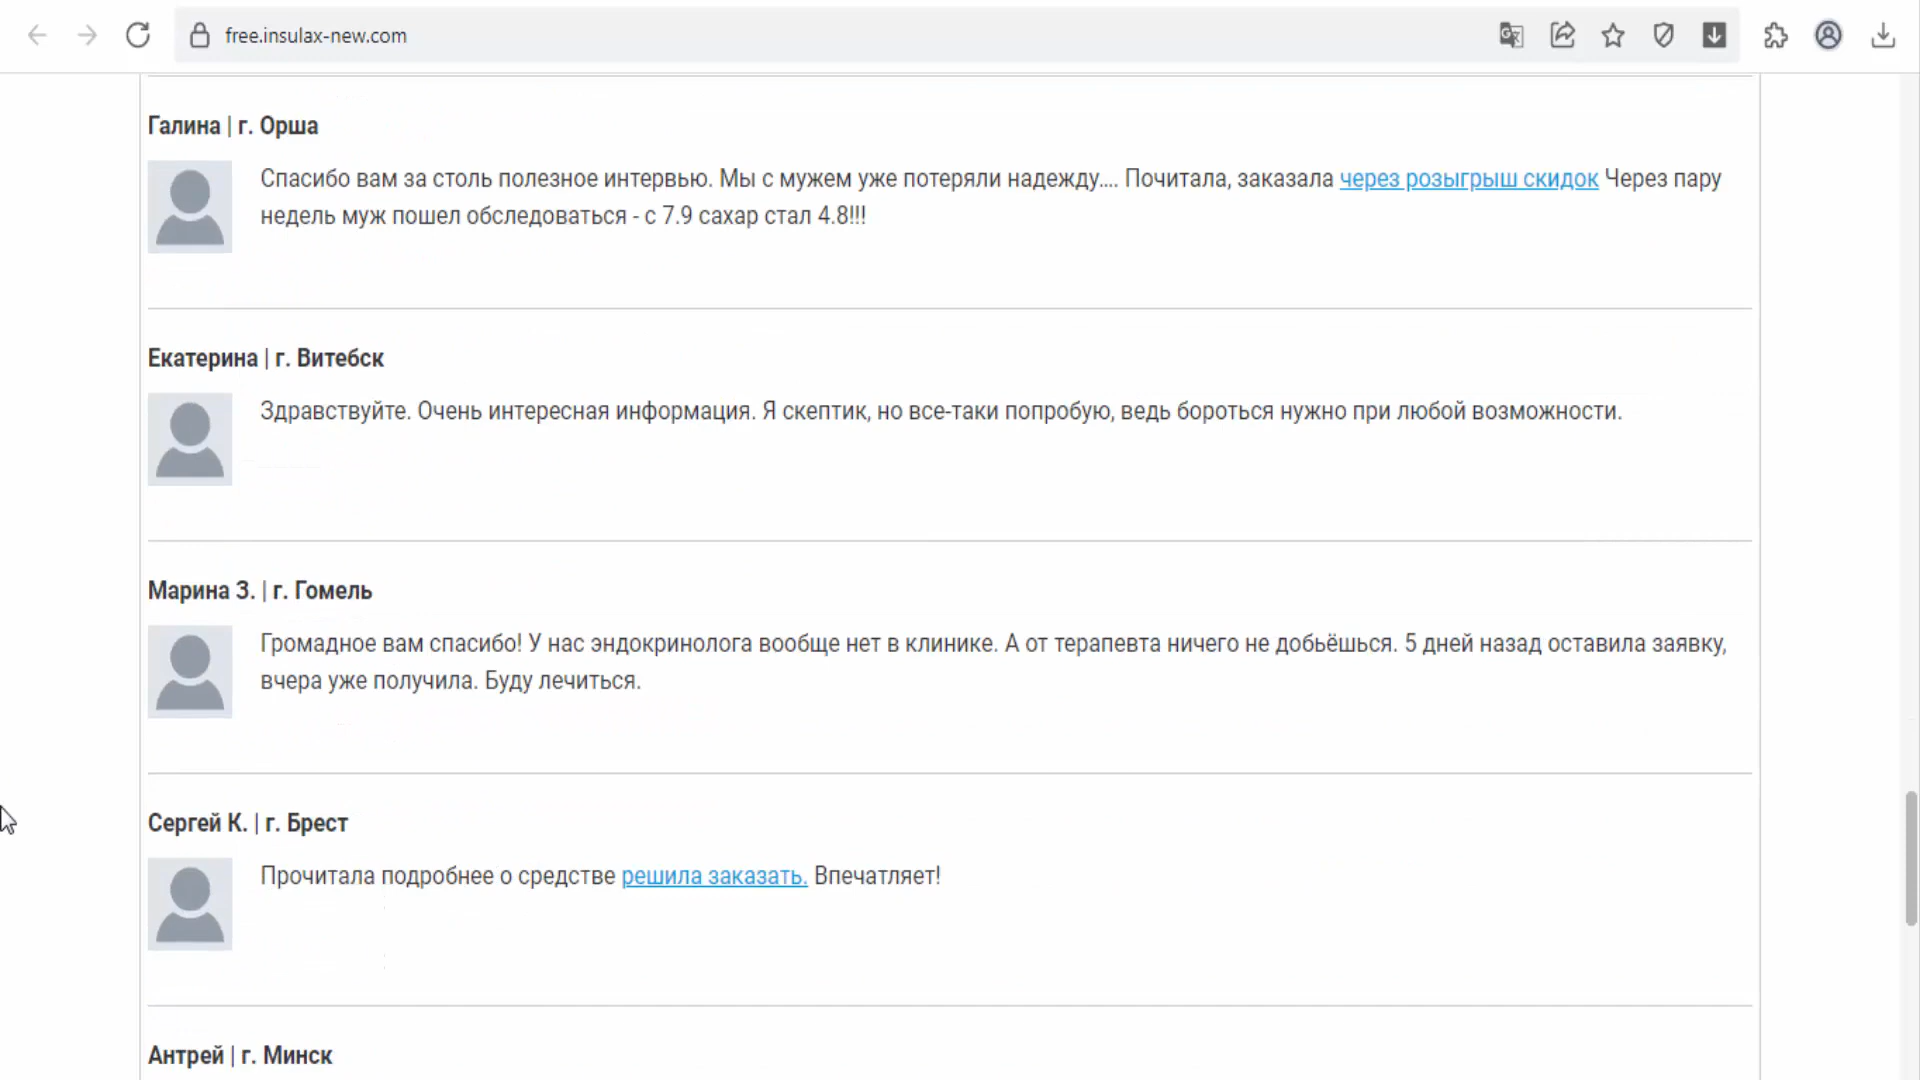 free.insulax-new.com
Галина | г. Орша
Спасибо вам за столь полезное интервью. Мы с мужем уже потеряли надежду.... Почитала, заказала через розыгрыш скидок Через пару
недель муж пошел обследоваться - с 7.9 сахар стал 4.8!!!
Екатерина | г. Витебск
Здравствуйте. Очень интересная информация. Я скептик, но все-таки попробую, ведь бороться нужно при любой возможности.
Марина З. | г. Гомель
Громадное вам спасибо! У нас эндокринолога вообще нет в клинике. А от терапевта ничего не добьёшься. 5 дней назад оставила заявку,
вчера уже получила. Буду лечиться.
Сергей К. | г. Брест
Прочитала подробнее о средстве решила заказать. Впечатляет!
Антрей | г. Минск